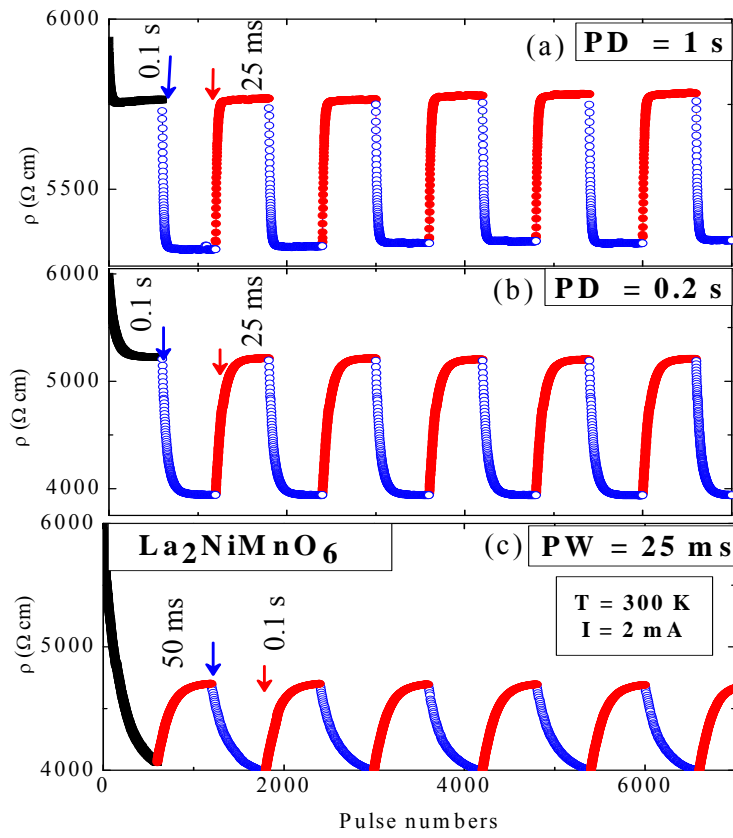 6000
5500
ρ (Ω cm)
0.1 s
25 ms
(a)
PD = 1 s
6000
5000
4000
ρ (Ω cm)
0.1 s
25 ms
(b)
PD = 0.2 s
6000
5000
4000
ρ (Ω cm)
La₂NiMnO₆
(c)
PW = 25 ms
50 ms
0.1 s
T = 300 K
I = 2 mA
0
2000
4000
6000
Pulse numbers